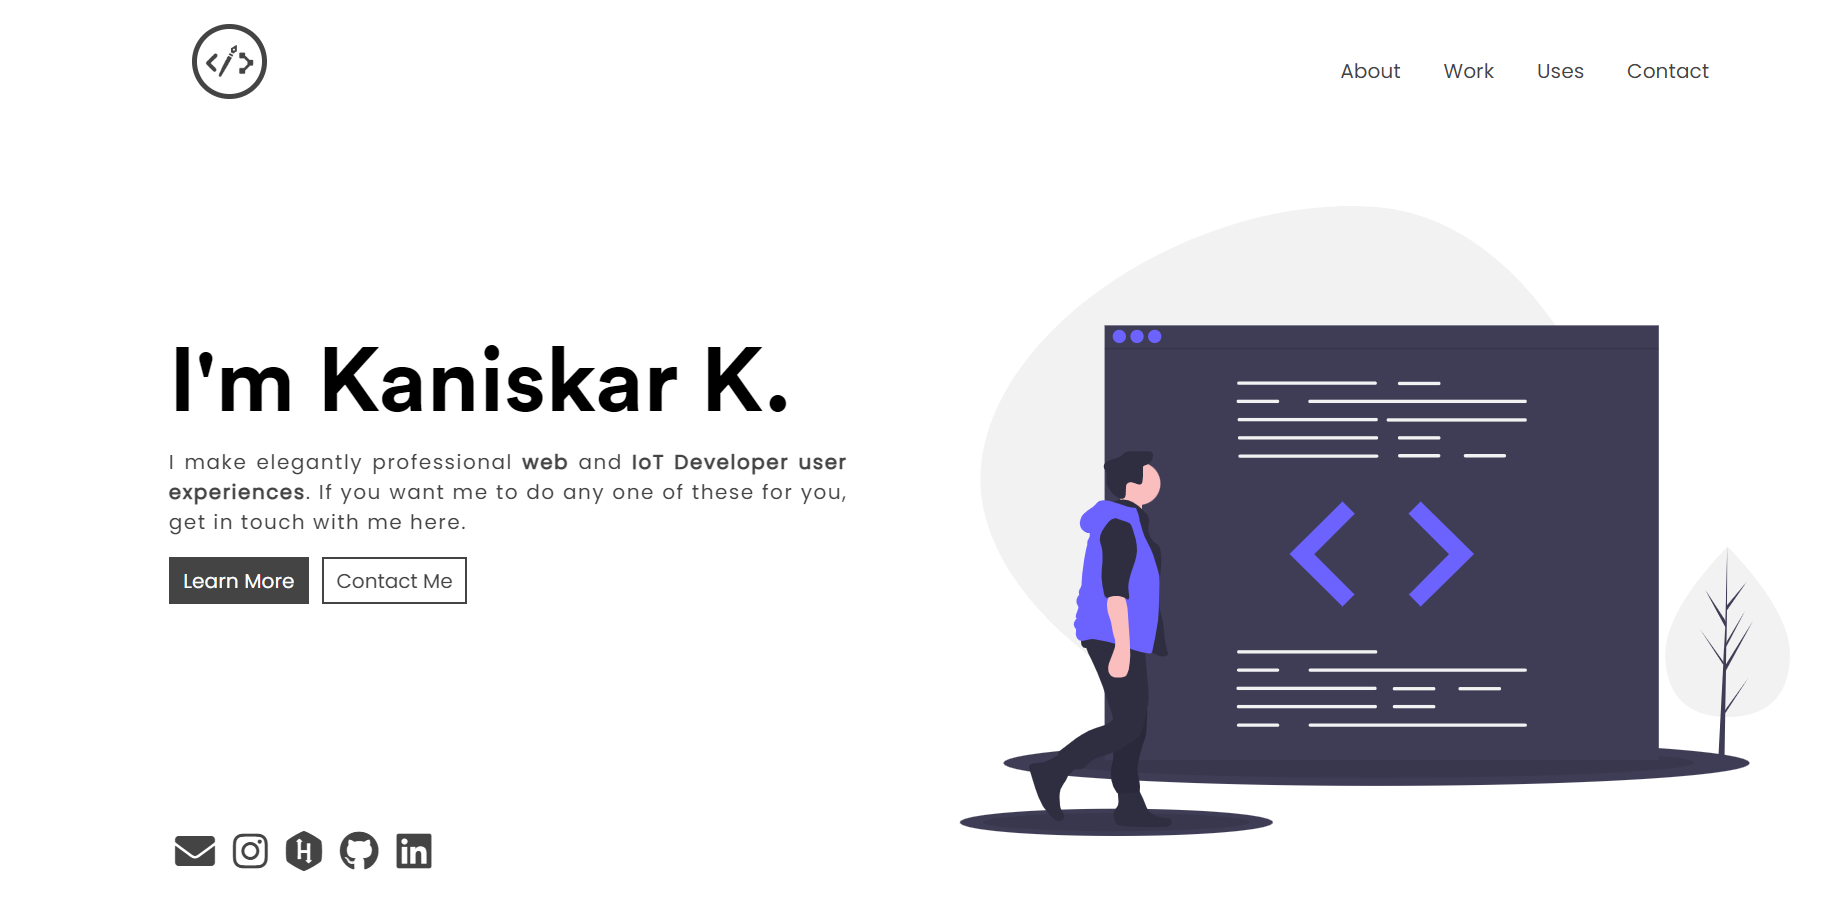 About Work Uses Contact
I'm Kaniskar K.
I make elegantly professional web and IoT Developer user
experiences. If you want me to do any one of these for you,
get in touch with me here.
Learn More Contact Me